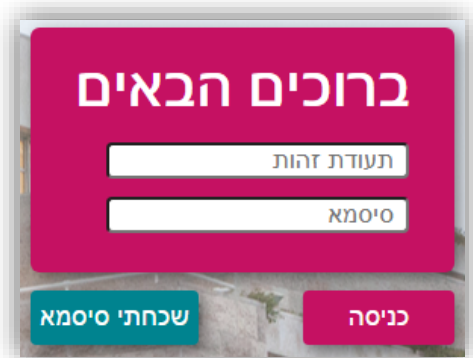 ברוכים הבאים
תעודת זהות
סיסמא
כניסה
שכחתי סיסמא